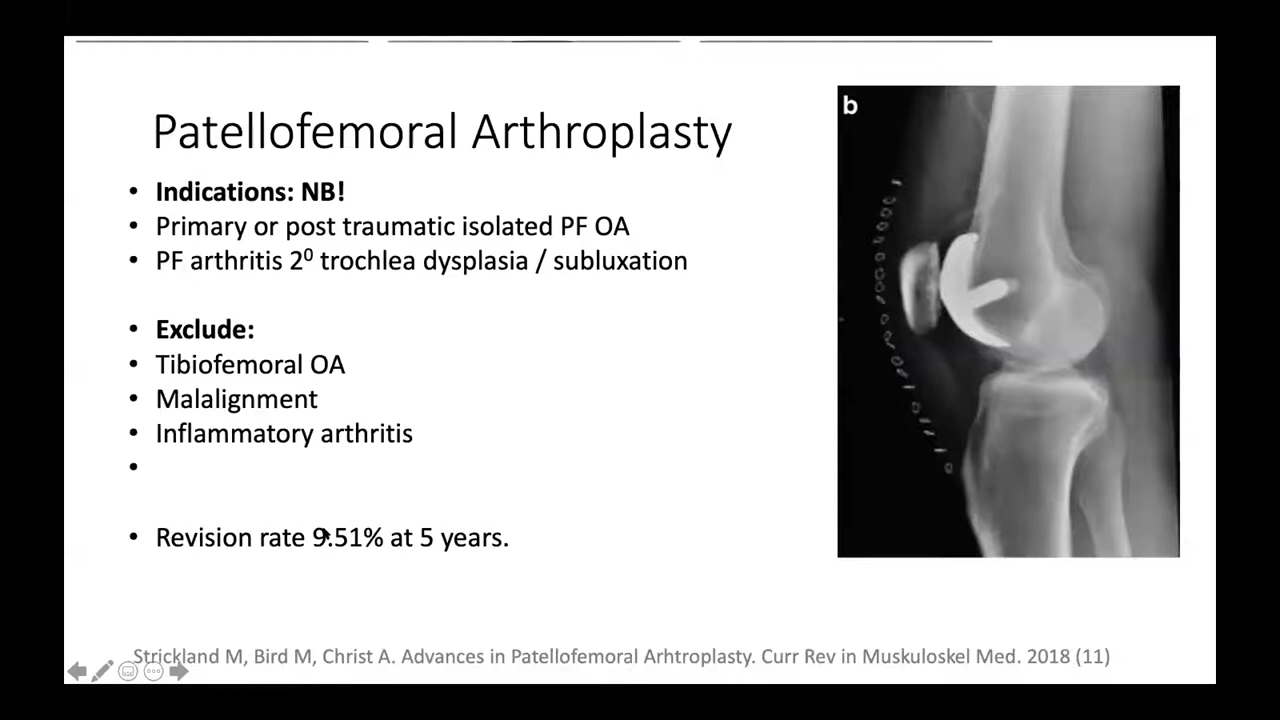 Patellofemoral Arthroplasty
• Indications: NB!
• Primary or post traumatic isolated PF OA
• PF arthritis 2⁰ trochlea dysplasia / subluxation
• Exclude:
• Tibiofemoral OA
• Malalignment
• Inflammatory arthritis
•
• Revision rate 9.51% at 5 years.
b
Strickland M, Bird M, Christ A. Advances in Patellofemoral Arhtroplasty. Curr Rev in Muskuloskel Med. 2018 (11)